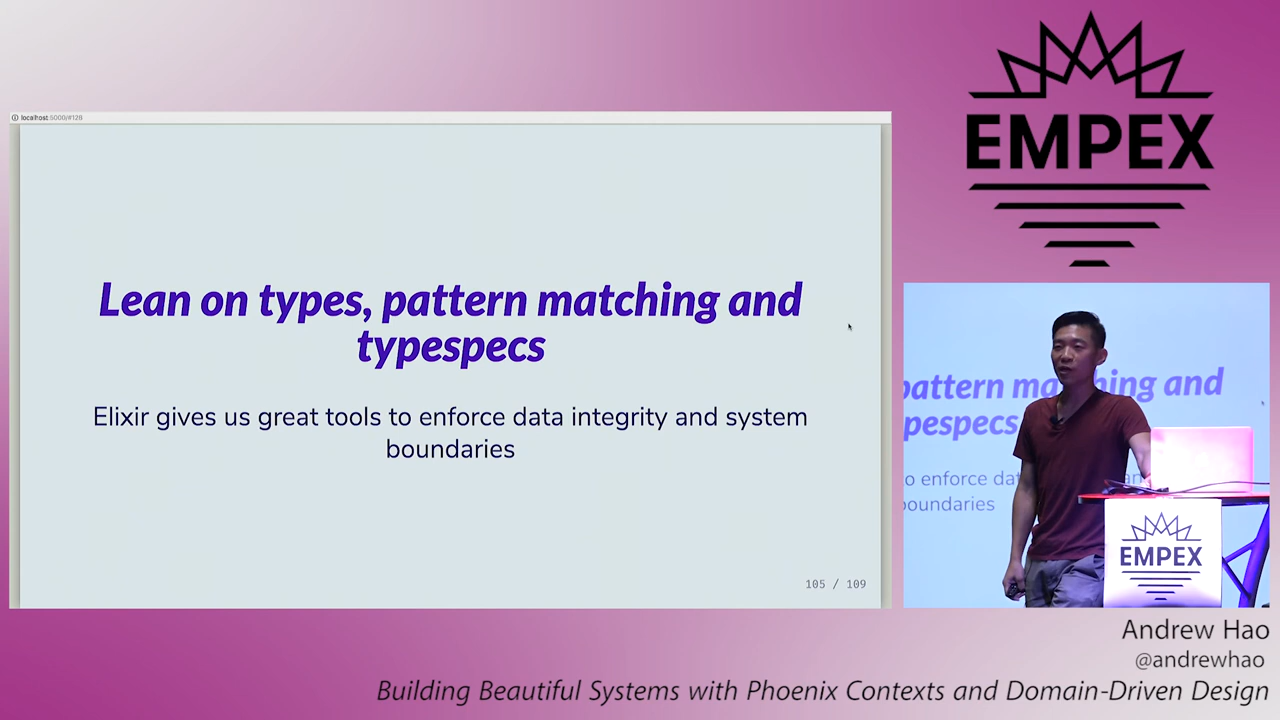 localhost:5000/#126
Lean on types, pattern matching and
typespecs
Elixir gives us great tools to enforce data integrity and system
boundaries
105 / 109
EMPEX
pattern matching and
pespecs
o enforce dat
boundaries
EMPEX
Andrew Hao
@andrewhao
Building Beautiful Systems with Phoenix Contexts and Domain-Driven Design